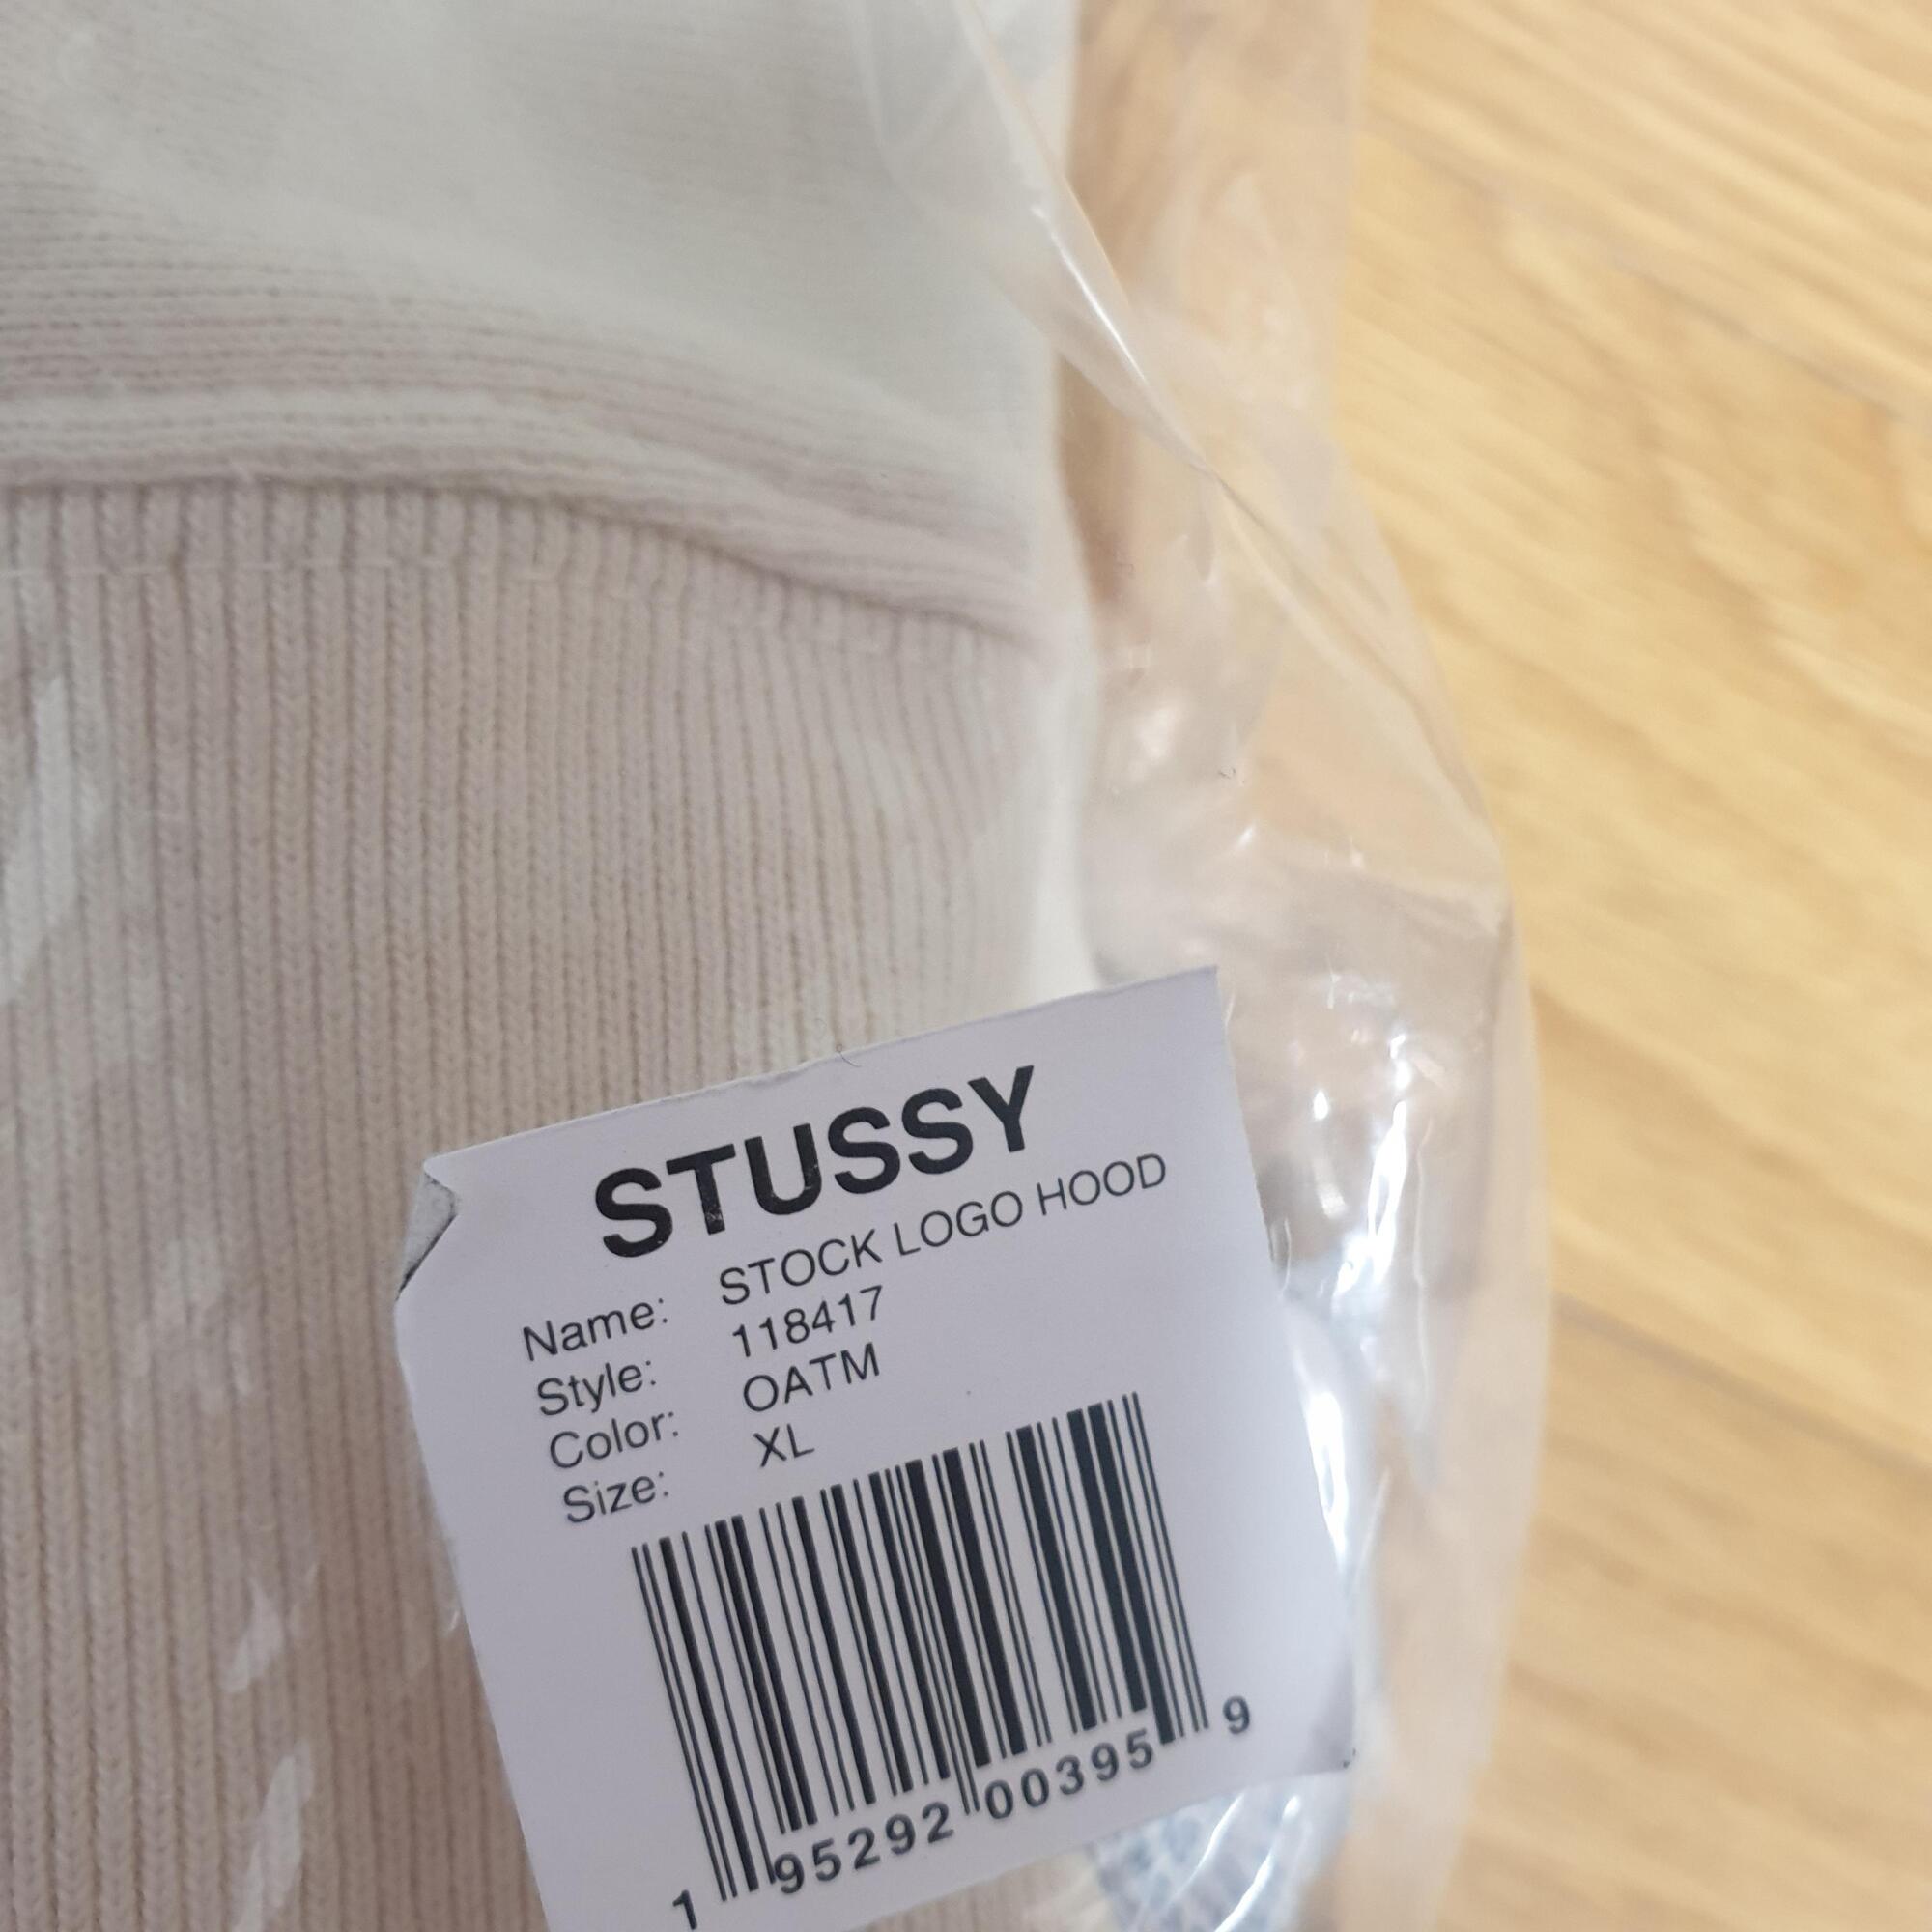 STUSSY
Name: STOCK LOGO HOOD
Style: 118417
Color: OATM
Size: XL
1 95292 00395 9